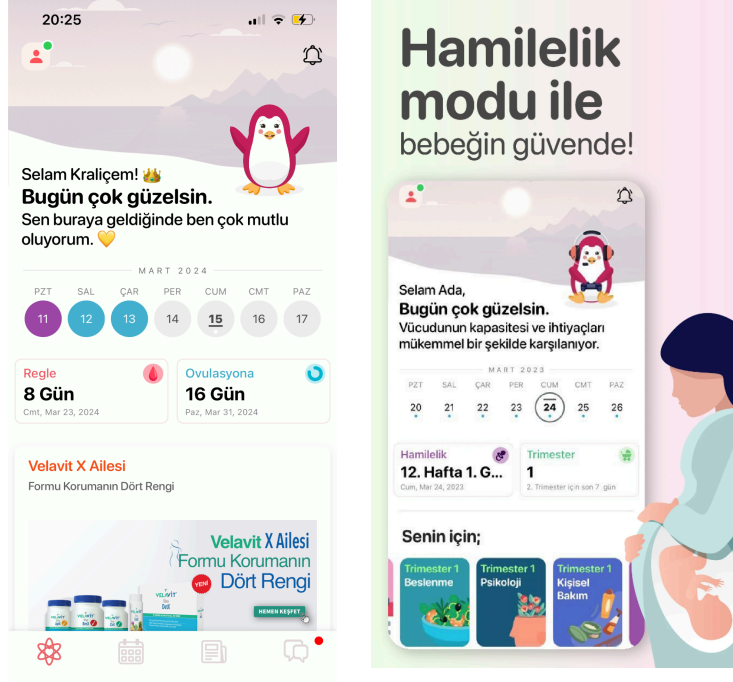 20:25
Selam Kraliçem! 👑
Bugün çok güzelsin.
Sen buraya geldiğinde ben çok mutlu
oluyorum. 💛
MART 2024
PZT SAL ÇAR PER CUM CMT PAZ
11 12 13 14 15 16 17
Regle
8 Gün
Cmt, Mar 23, 2024
Ovulasyona
16 Gün
Paz, Mar 31, 2024
Velavit X Ailesi
Formu Korumanın Dört Rengi
Velavit X Ailesi
Formu Korumanın
Dört Rengi
YENİ
HEMEN KEŞFET
Hamilelik
modu ile
bebeğin güvende!
Selam Ada,
Bugün çok güzelsin.
Vücudunun kapasitesi ve ihtiyaçları
mükemmel bir şekilde karşılanıyor.
MART 2023
PZT SAL ÇAR PER CUM CMT PAZ
20 21 22 23 24 25 26
Hamilelik
12. Hafta 1. G...
Cum, Mar 24, 2023
Trimester
1
2. Trimester için son 7 gün
Senin için;
Trimester 1
Beslenme
Trimester 1
Psikoloji
Trimester 1
Kişisel
Bakım